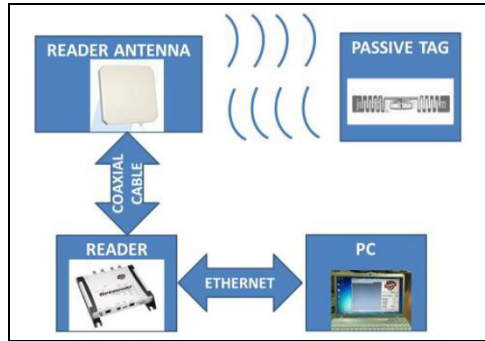 READER ANTENNA
PASSIVE TAG
COAXIAL
CABLE
READER
PC
ETHERNET